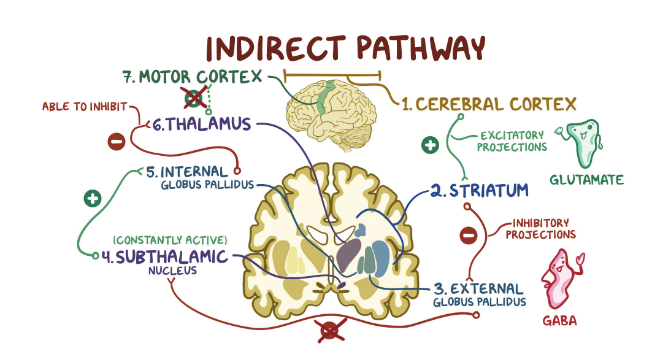 INDIRECT PATHWAY
7. MOTOR CORTEX
1. CEREBRAL CORTEX
ABLE TO INHIBIT
6. THALAMUS
EXCITATORY
PROJECTIONS
GLUTAMATE
5. INTERNAL
GLOBUS PALLIDUS
2. STRIATUM
INHIBITORY
PROJECTIONS
(CONSTANTLY ACTIVE)
4. SUBTHALAMIC
NUCLEUS
3. EXTERNAL
GLOBUS PALLIDUS
GABA